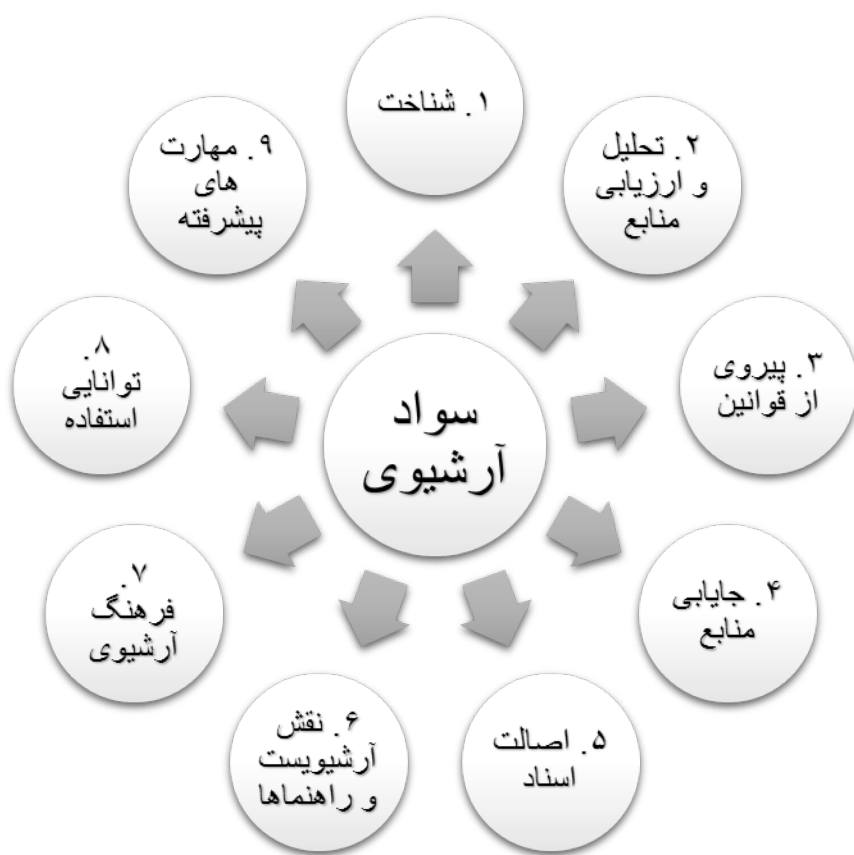 سواد
آرشیوی
۱. شناخت
۲. تحلیل
و ارزیابی
منابع
۳. پیروی
از قوانین
۴. جایابی
منابع
۵. اصالت
اسناد
۶. نقش
آرشیویست
و راهنماها
۷.
فرهنگ
آرشیوی
۸.
توانایی
استفاده
۹. مهارت
های
پیشرفته